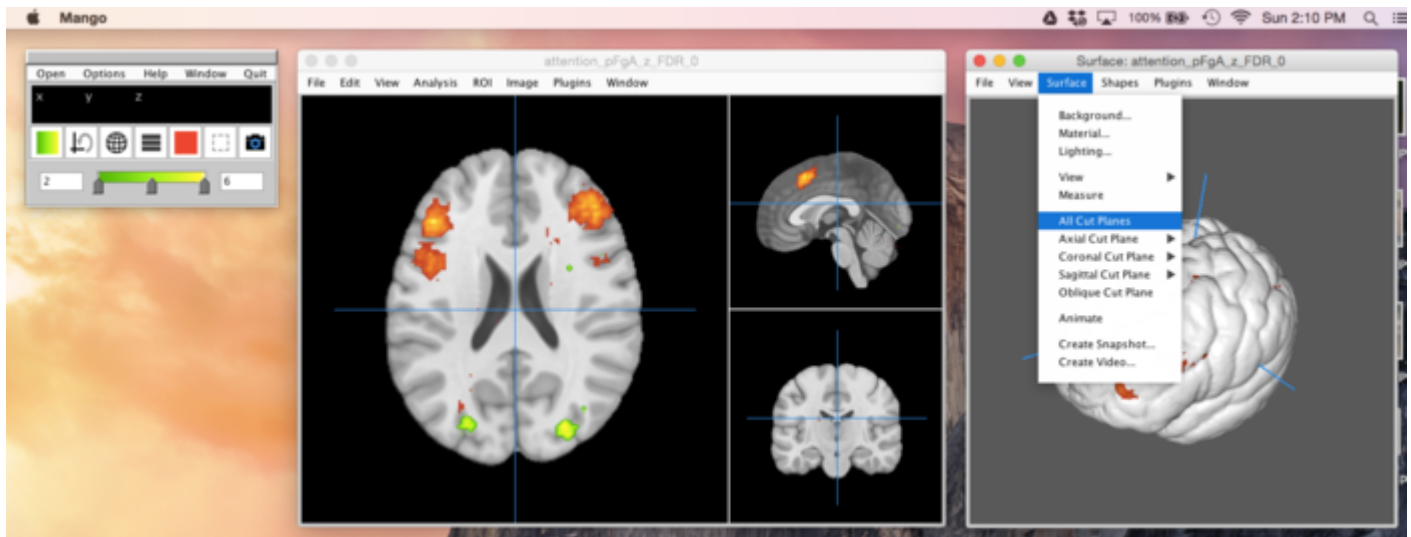 Mango
100% Sun 2:10 PM
Open Options Help Window Quit
x y z
2 6
attention_pFgA_z_FDR_0
File Edit View Analysis ROI Image Plugins Window
Surface: attention_pFgA_z_FDR_0
File View Surface Shapes Plugins Window
Background...
Material...
Lighting...
View
Measure
All Cut Planes
Axial Cut Plane
Coronal Cut Plane
Sagittal Cut Plane
Oblique Cut Plane
Animate
Create Snapshot...
Create Video...